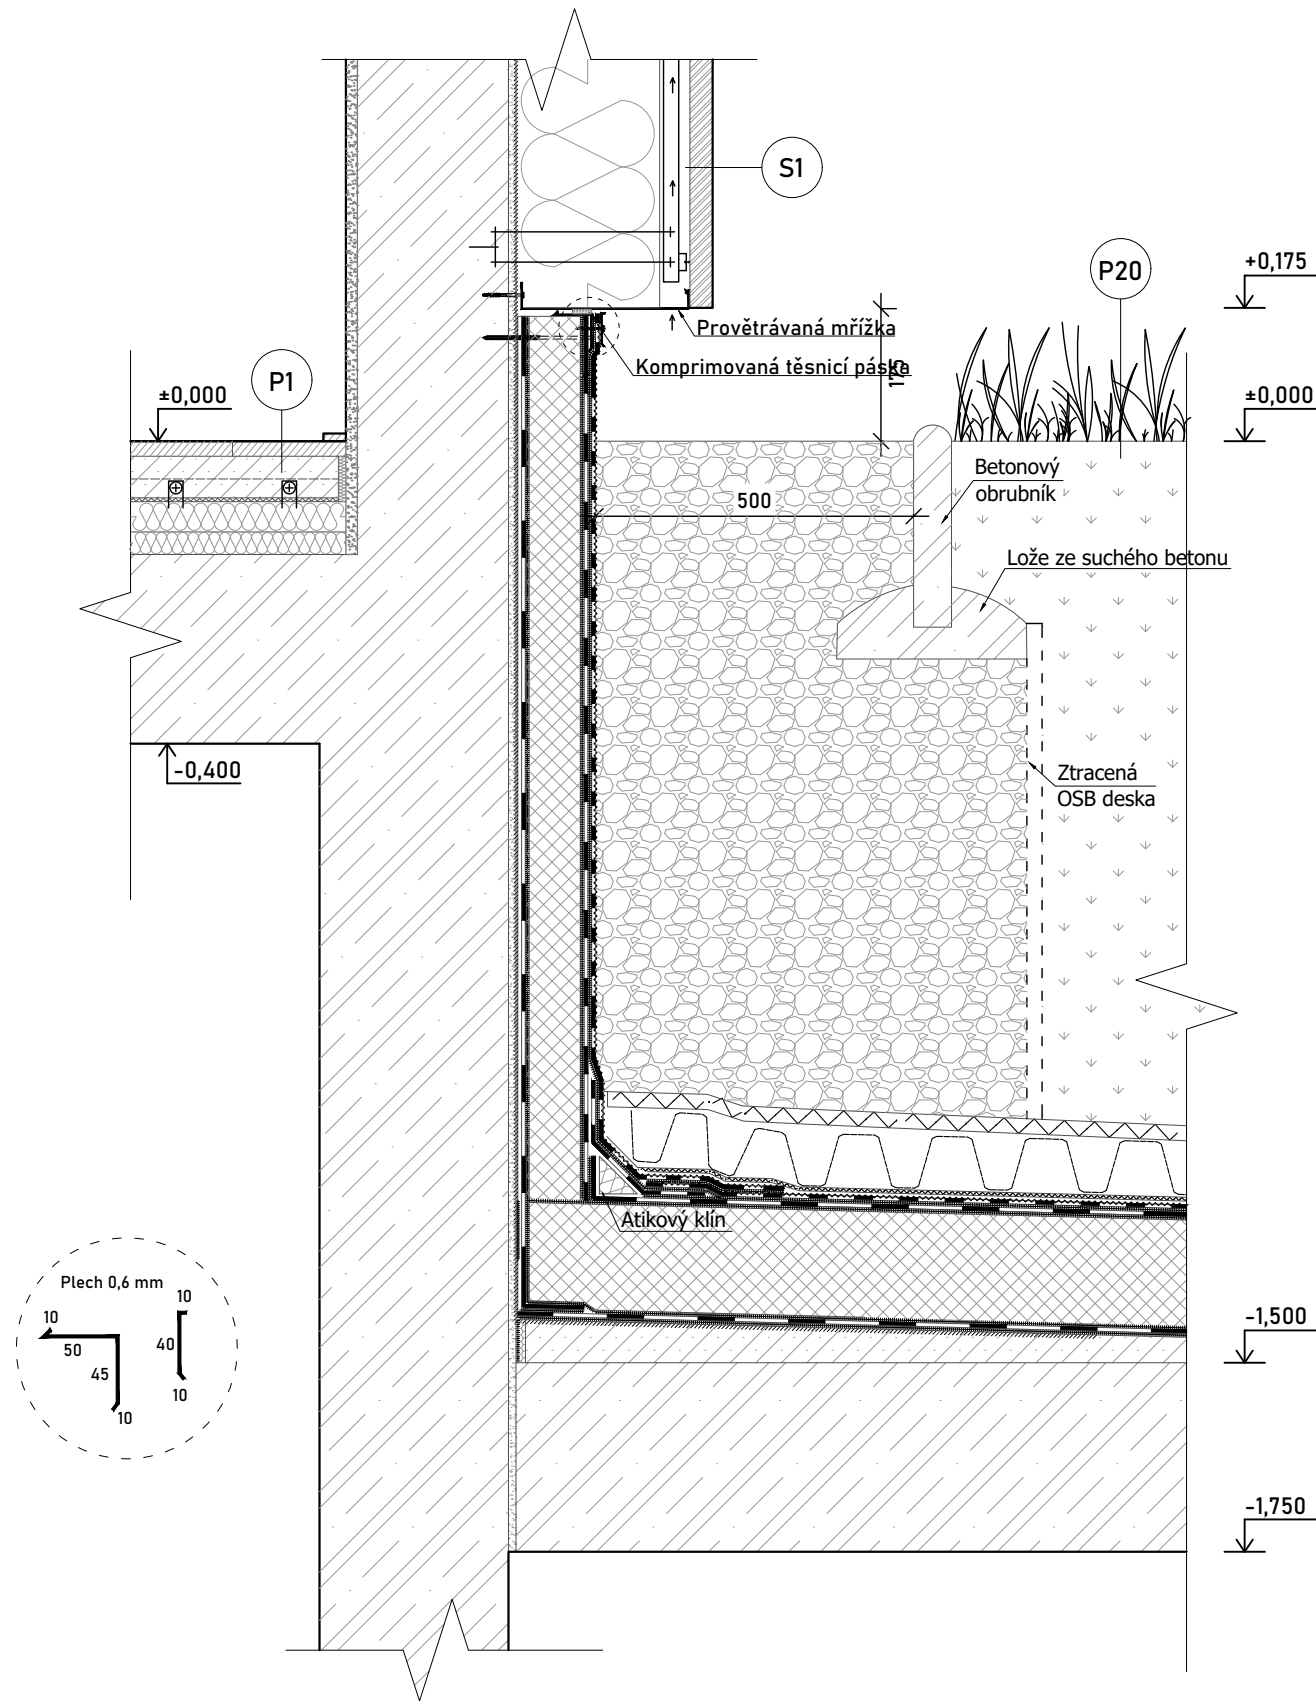 S1
P20
+0,175
Provětrávaná mřížka
Komprimovaná těsnicí páska
175
P1
±0,000
±0,000
Betonový
obrubník
500
Lože ze suchého betonu
-0,400
Ztracená
OSB deska
Atikový klín
Plech 0,6 mm
10
10
50
40
45
10
10
-1,500
-1,750